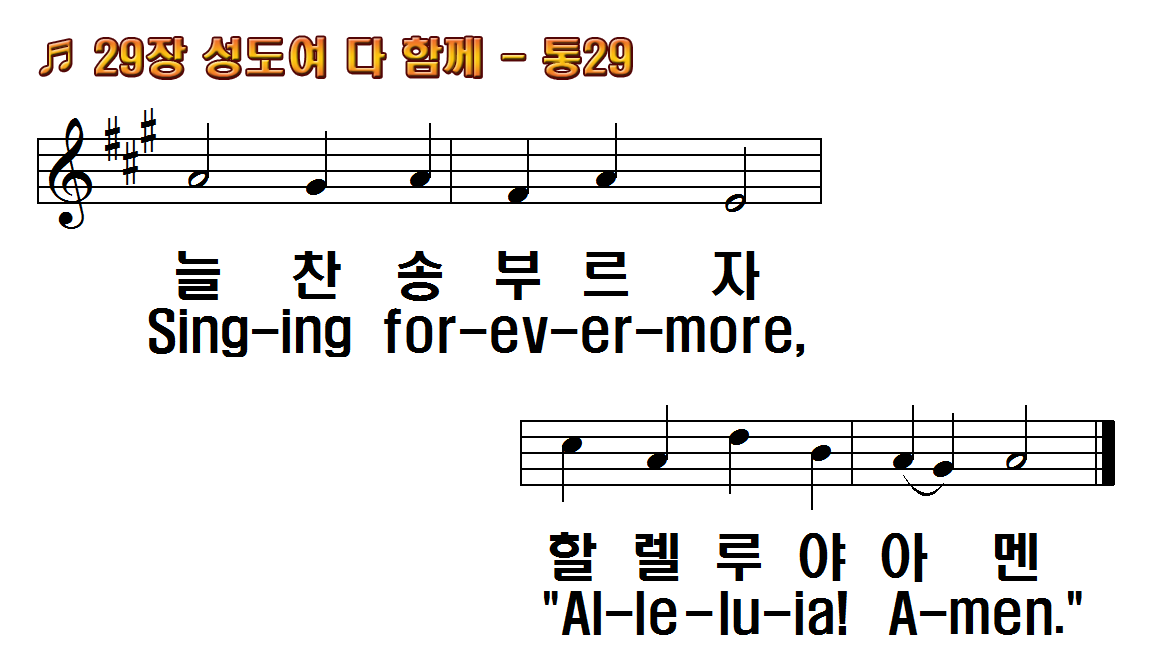 29장 성도여 다 함께 - 통29
늘 찬 송 부 르 자
Sing-ing for-ev-er-more,
할 렐 루 야 아 멘
"Al-le-lu-ia! A-men."